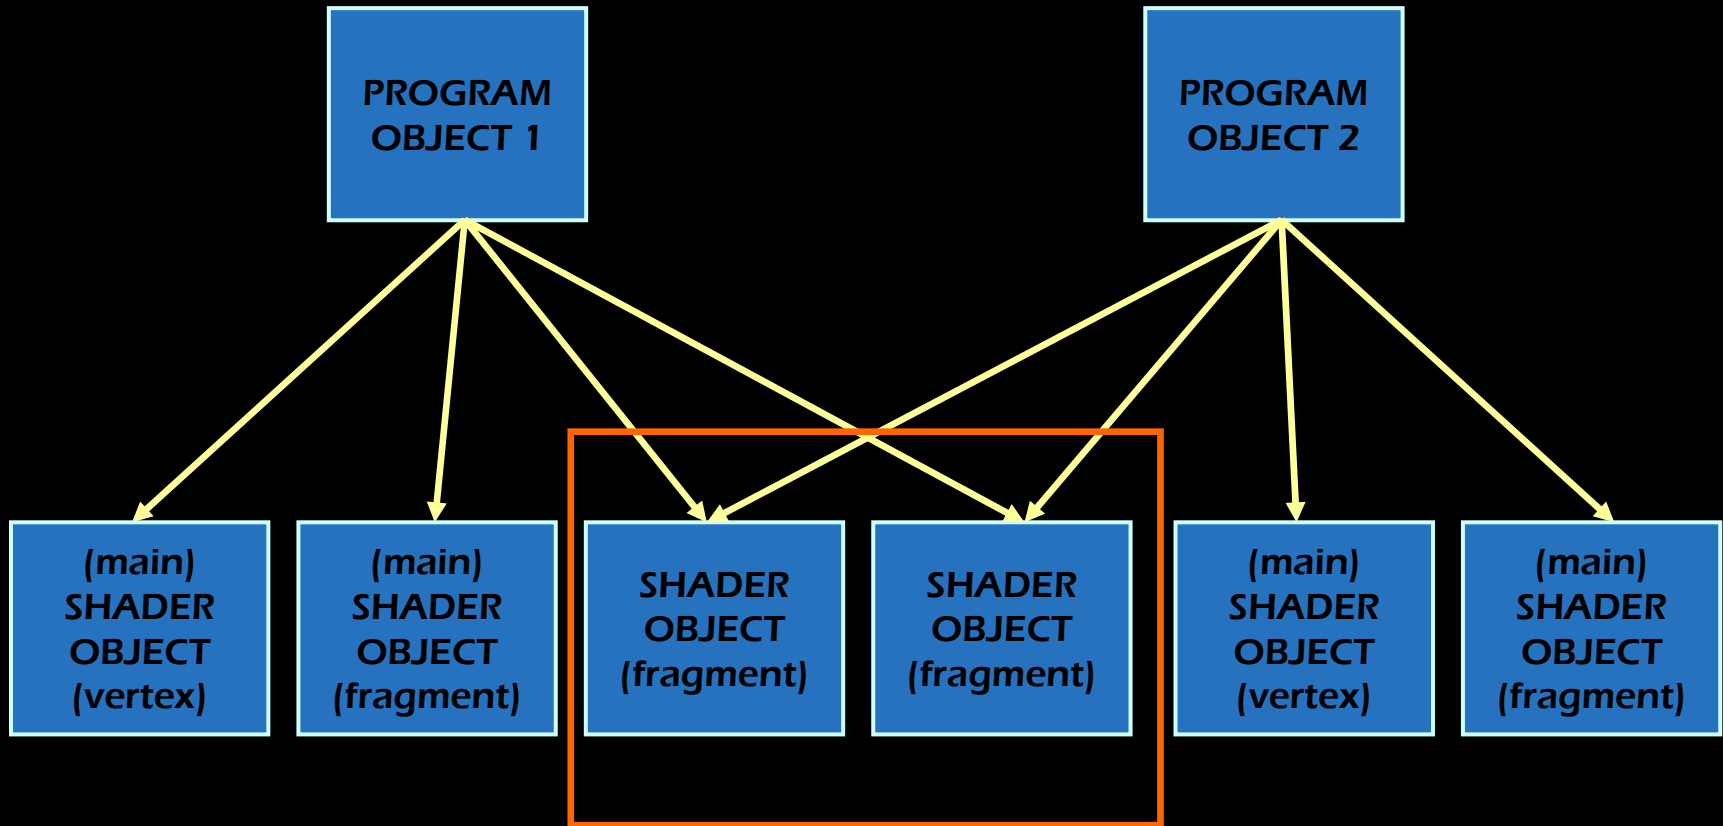 PROGRAM
OBJECT 1
PROGRAM
OBJECT 2
(main)
SHADER
OBJECT
(vertex)
(main)
SHADER
OBJECT
(fragment)
SHADER
OBJECT
(fragment)
SHADER
OBJECT
(fragment)
(main)
SHADER
OBJECT
(vertex)
(main)
SHADER
OBJECT
(fragment)